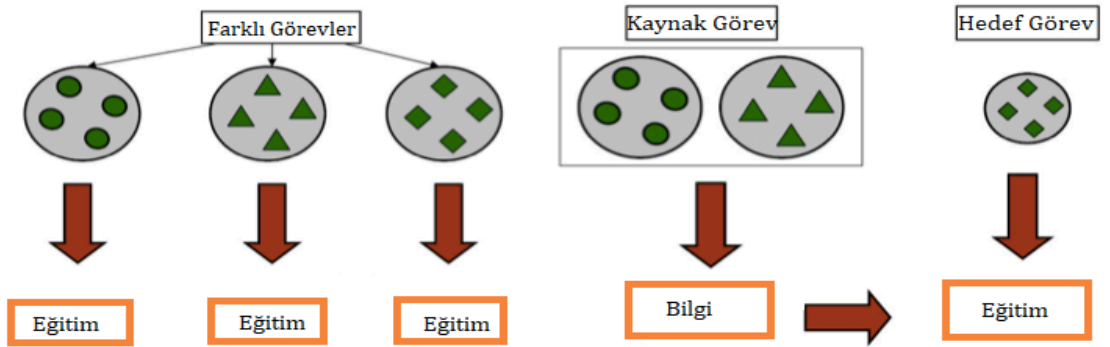 Farklı Görevler
Kaynak Görev
Hedef Görev
Eğitim
Eğitim
Eğitim
Bilgi
Eğitim